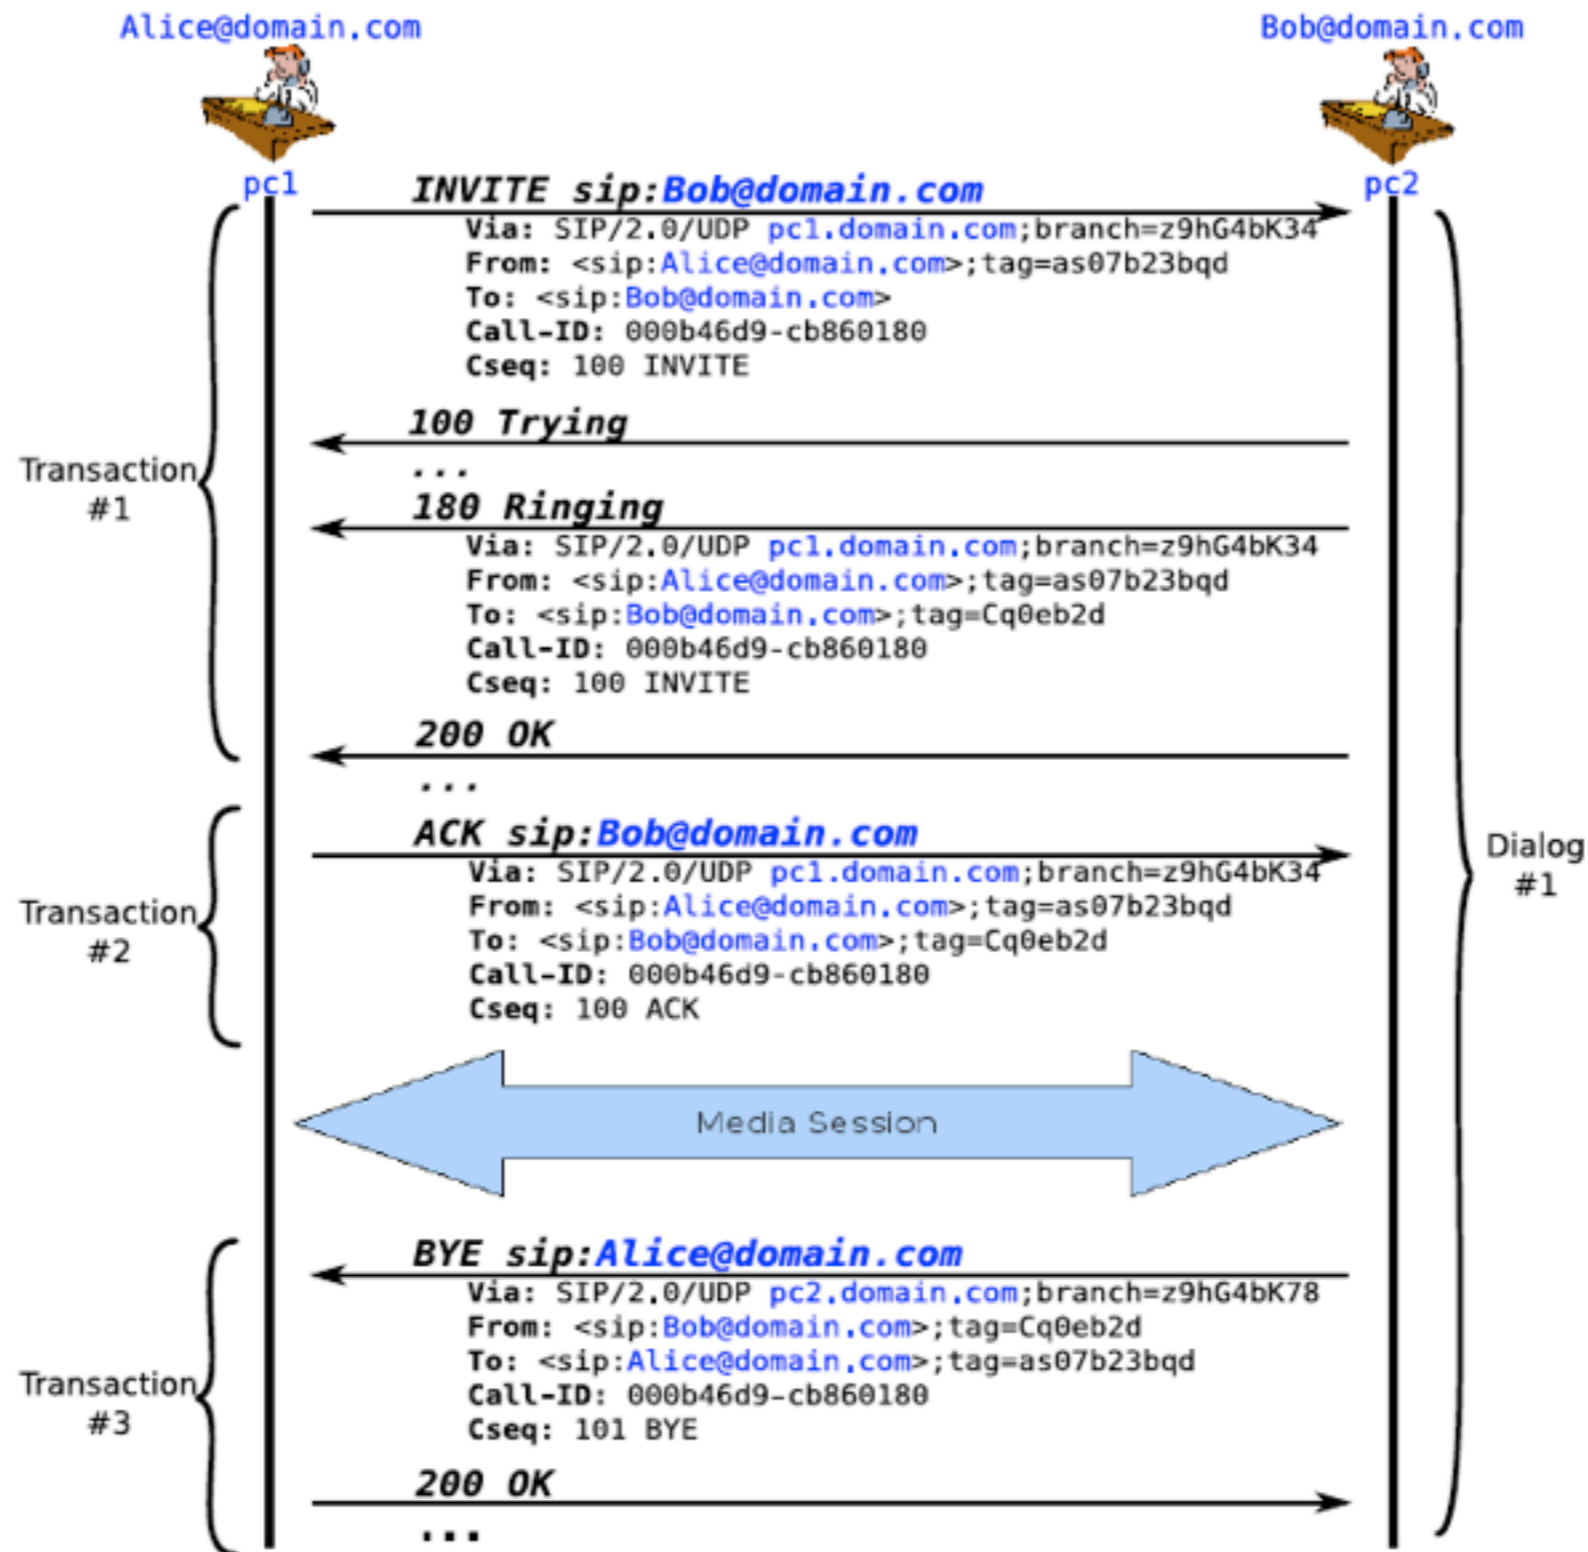 Alice@domain.com
Bob@domain.com
pc1
pc2
INVITE sip:Bob@domain.com
Via: SIP/2.0/UDP pc1.domain.com;branch=z9hG4bK34
From: <sip:Alice@domain.com>;tag=as07b23bqd
To: <sip:Bob@domain.com>
Call-ID: 000b46d9-cb860180
Cseq: 100 INVITE
100 Trying
...
Transaction
#1
180 Ringing
Via: SIP/2.0/UDP pc1.domain.com;branch=z9hG4bK34
From: <sip:Alice@domain.com>;tag=as07b23bqd
To: <sip:Bob@domain.com>;tag=Cq0eb2d
Call-ID: 000b46d9-cb860180
Cseq: 100 INVITE
200 OK
...
ACK sip:Bob@domain.com
Via: SIP/2.0/UDP pc1.domain.com;branch=z9hG4bK34
From: <sip:Alice@domain.com>;tag=as07b23bqd
To: <sip:Bob@domain.com>;tag=Cq0eb2d
Call-ID: 000b46d9-cb860180
Cseq: 100 ACK
Transaction
#2
Dialog
#1
Media Session
BYE sip:Alice@domain.com
Via: SIP/2.0/UDP pc2.domain.com;branch=z9hG4bK78
From: <sip:Bob@domain.com>;tag=Cq0eb2d
To: <sip:Alice@domain.com>;tag=as07b23bqd
Call-ID: 000b46d9-cb860180
Cseq: 101 BYE
Transaction
#3
200 OK
...